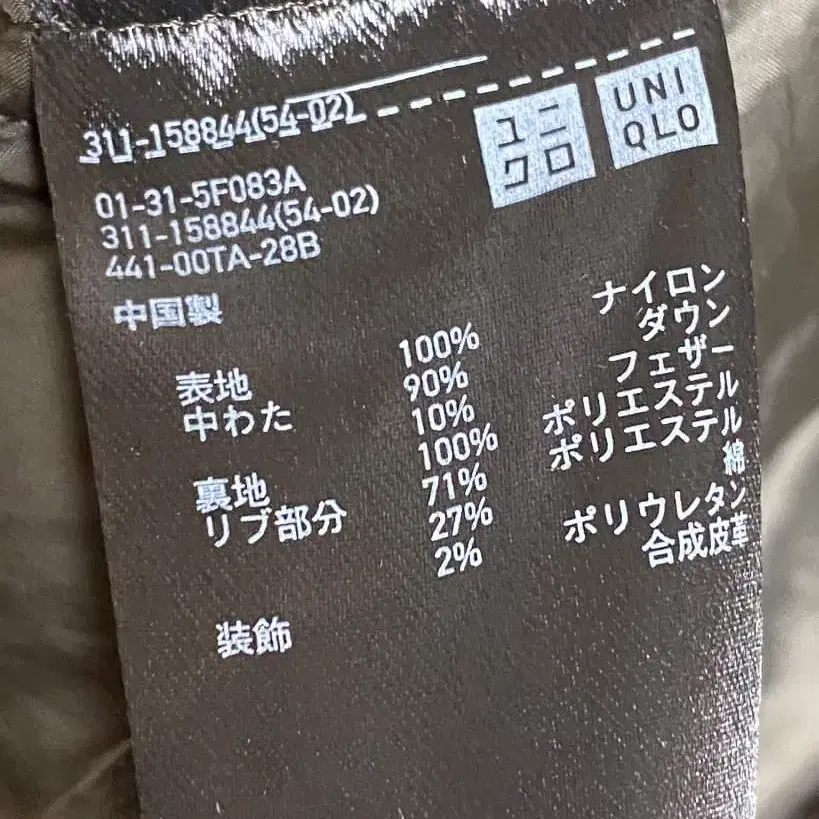 311-158844(54-02)
ユニクロ
UNIQLO
01-31-5F083A
311-158844(54-02)
441-00TA-28B
中国製
表地 100% ナイロン
中わた 90% ダウン
10% フェザー
裏地 100% ポリエステル
リブ部分 71% ポリエステル
27% 綿
2% ポリウレタン
装飾 合成皮革